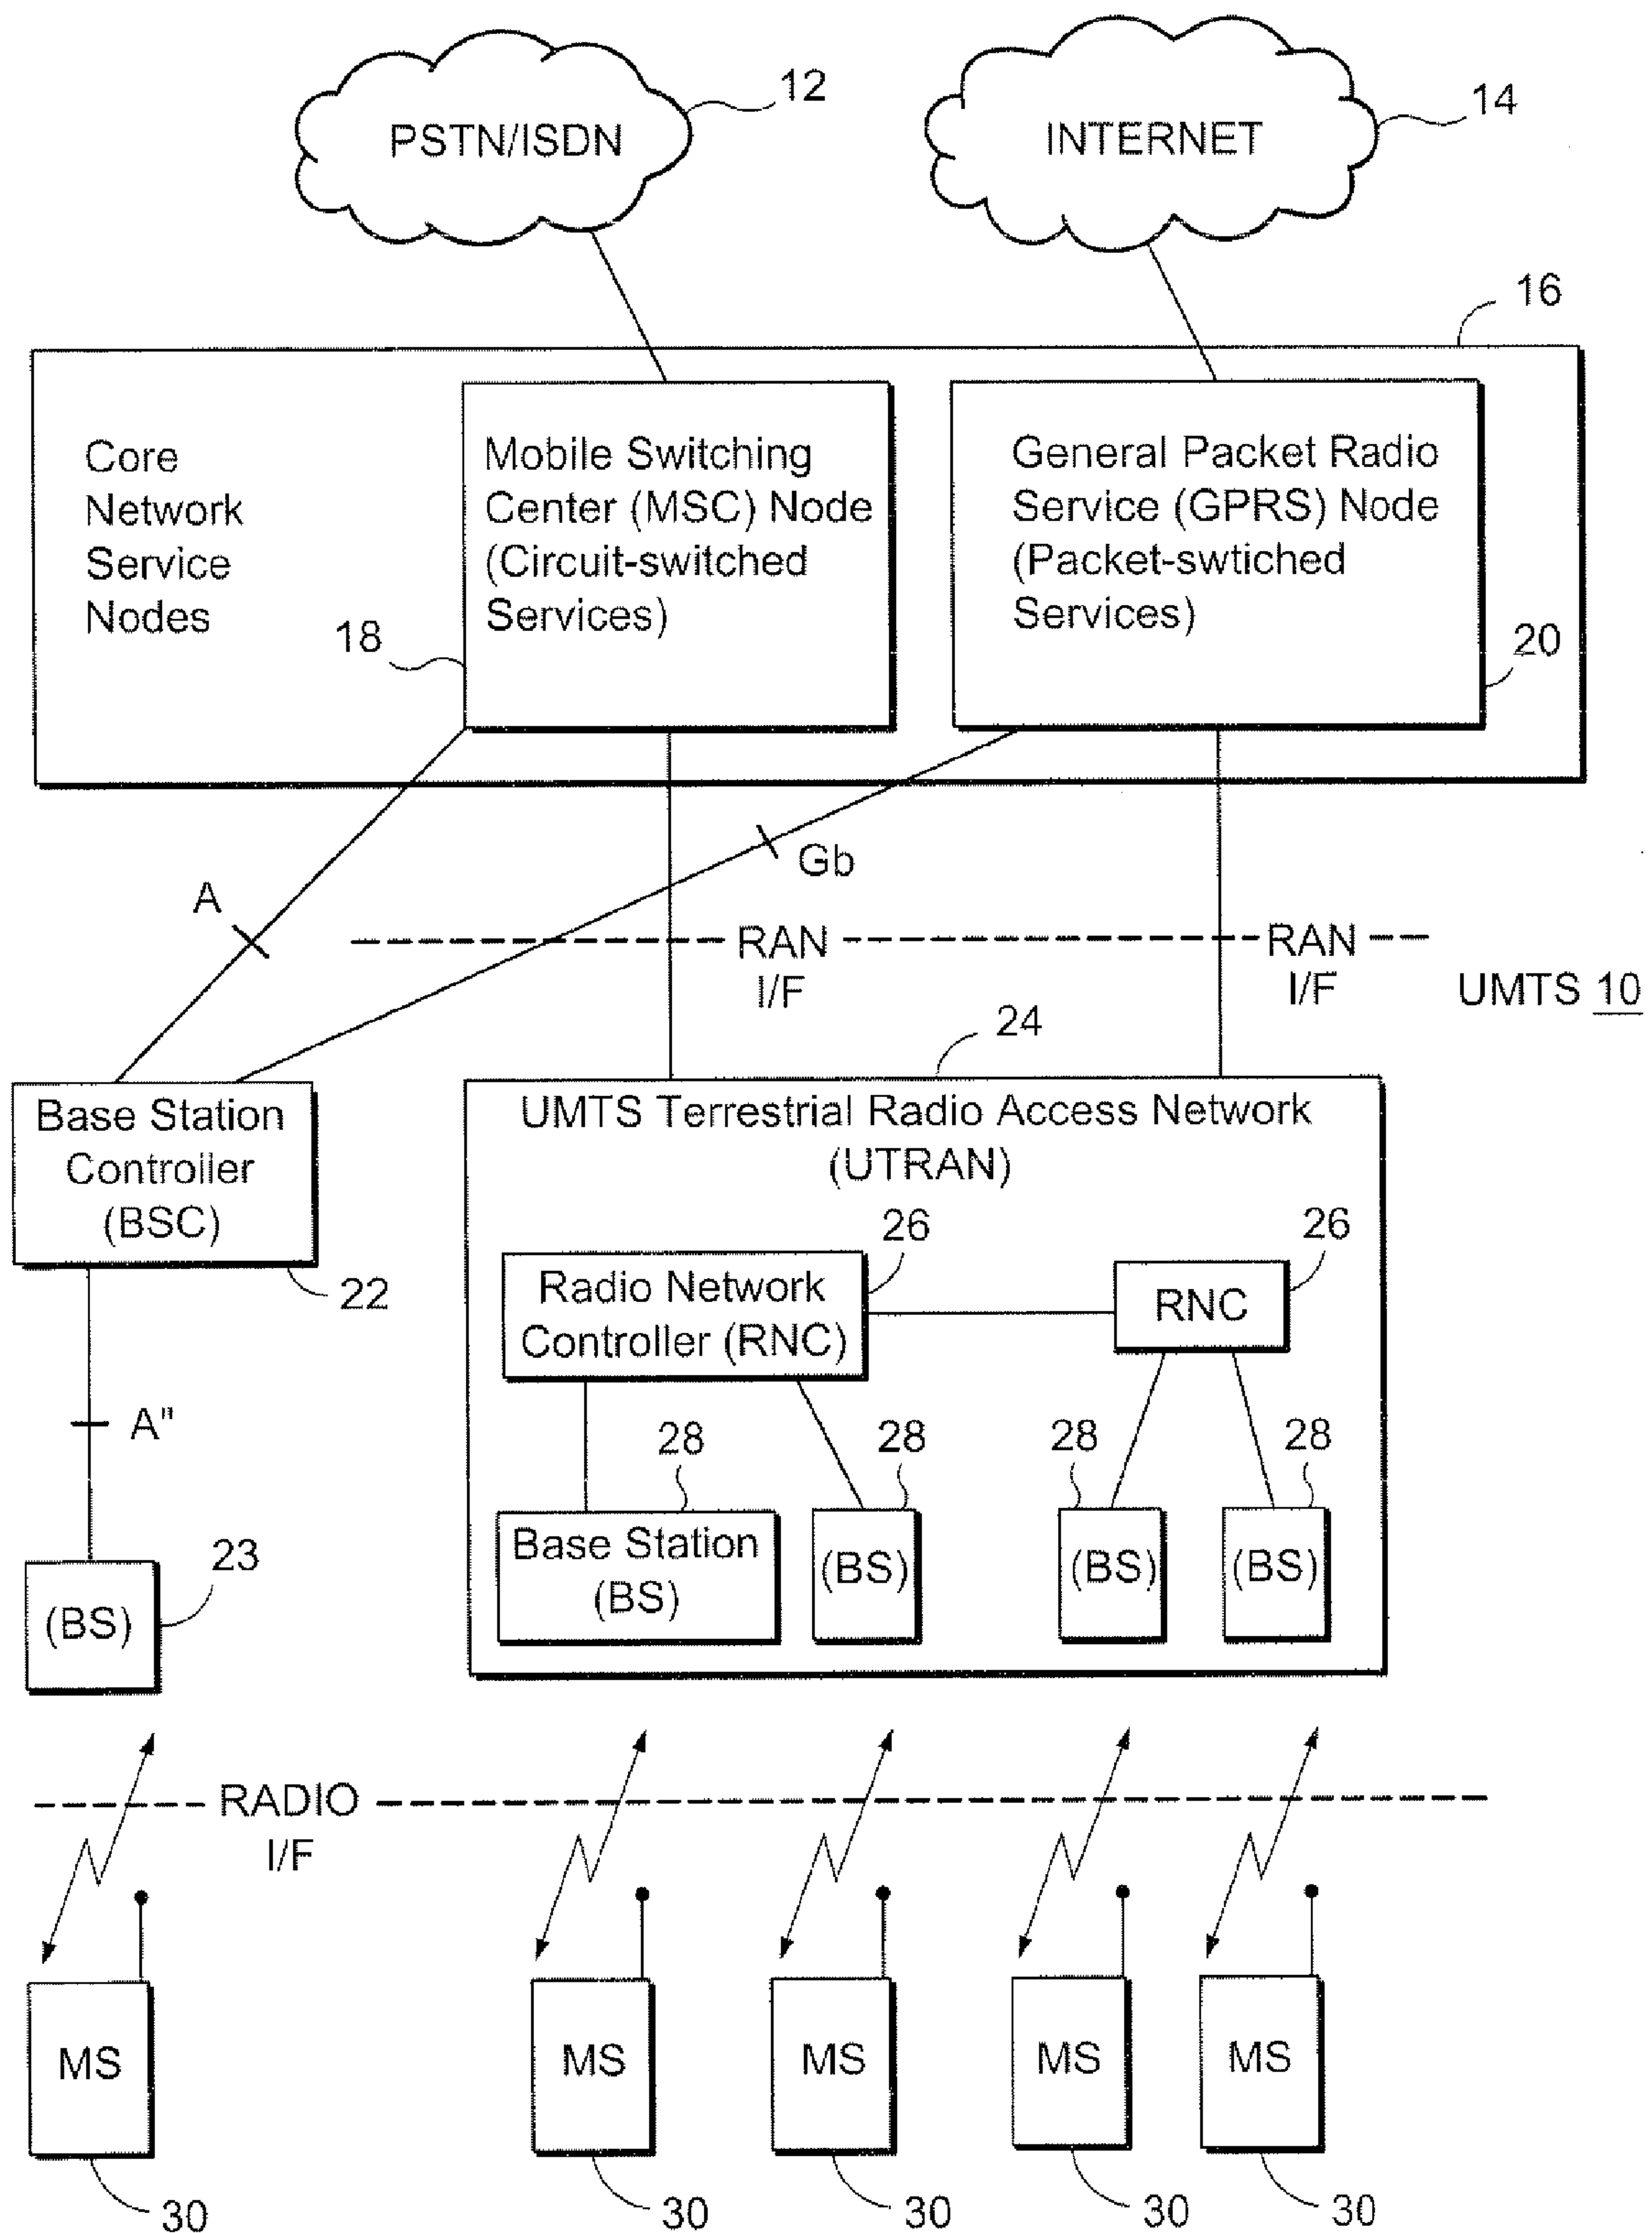 12
PSTN/ISDN
14
INTERNET
16
Core
Network
Service
Nodes
18
Mobile Switching
Center (MSC) Node
(Circuit-switched
Services)
General Packet Radio
Service (GPRS) Node
(Packet-swtiched
Services)
20
A
Gb
RAN
I/F
RAN
I/F
UMTS 10
24
Base Station
Controller
(BSC)
22
UMTS Terrestrial Radio Access Network
(UTRAN)
26
Radio Network
Controller (RNC)
26
RNC
A"
28
28
28
28
Base Station
(BS)
(BS)
(BS)
(BS)
23
(BS)
RADIO
I/F
MS
MS
MS
MS
MS
30
30
30
30
30